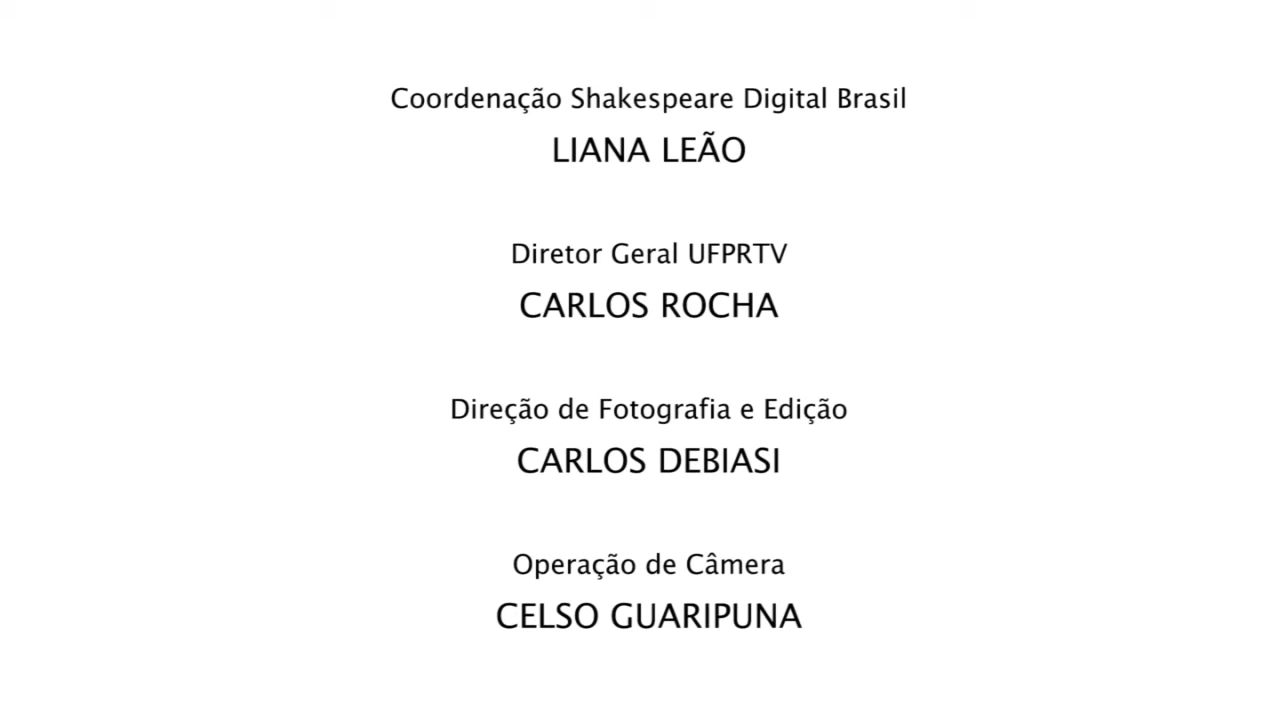 Coordenação Shakespeare Digital Brasil
LIANA LEÃO
Diretor Geral UFPRTV
CARLOS ROCHA
Direção de Fotografia e Edição
CARLOS DEBIASI
Operação de Câmera
CELSO GUARIPUNA